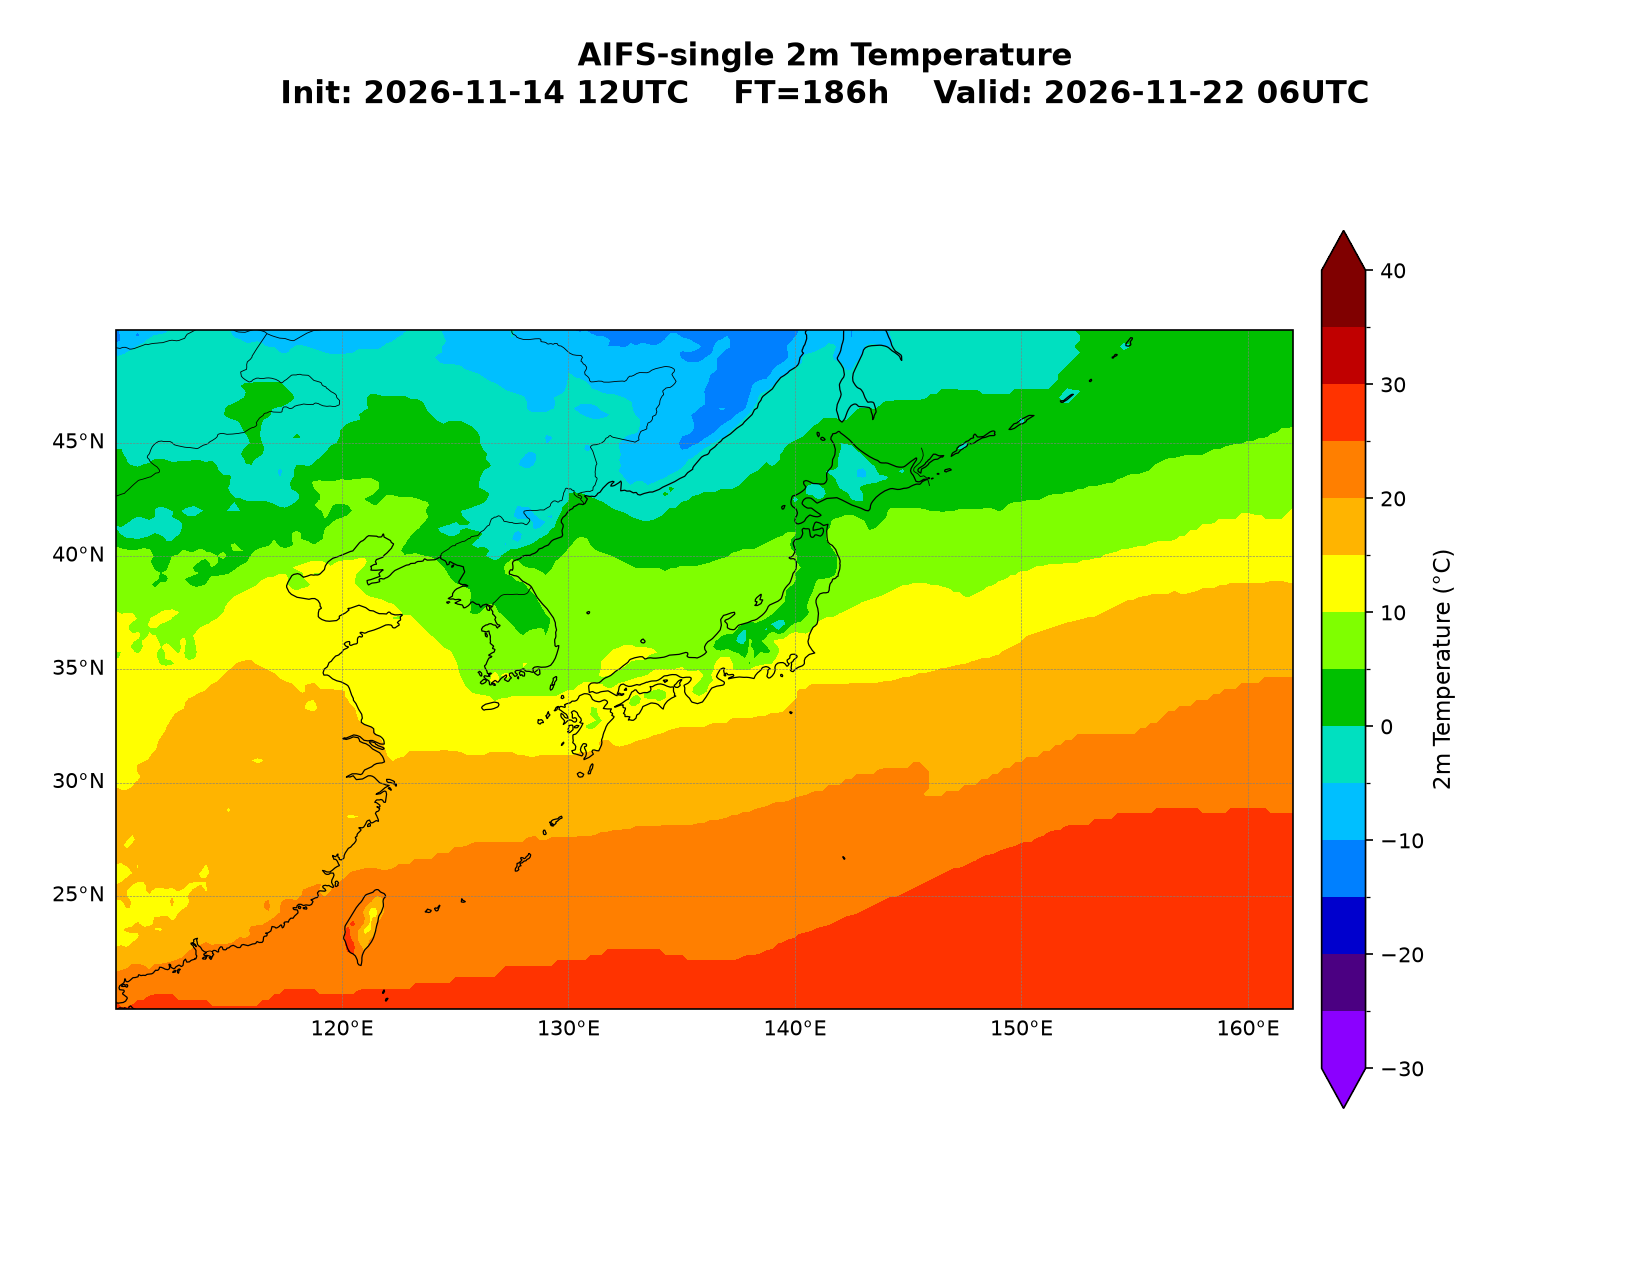 AIFS-single 2m Temperature
Init: 2026-11-14 12UTC    FT=186h    Valid: 2026-11-22 06UTC
45°N
40°N
35°N
30°N
25°N
120°E
130°E
140°E
150°E
160°E
40
30
20
10
0
−10
−20
−30
2m Temperature (°C)